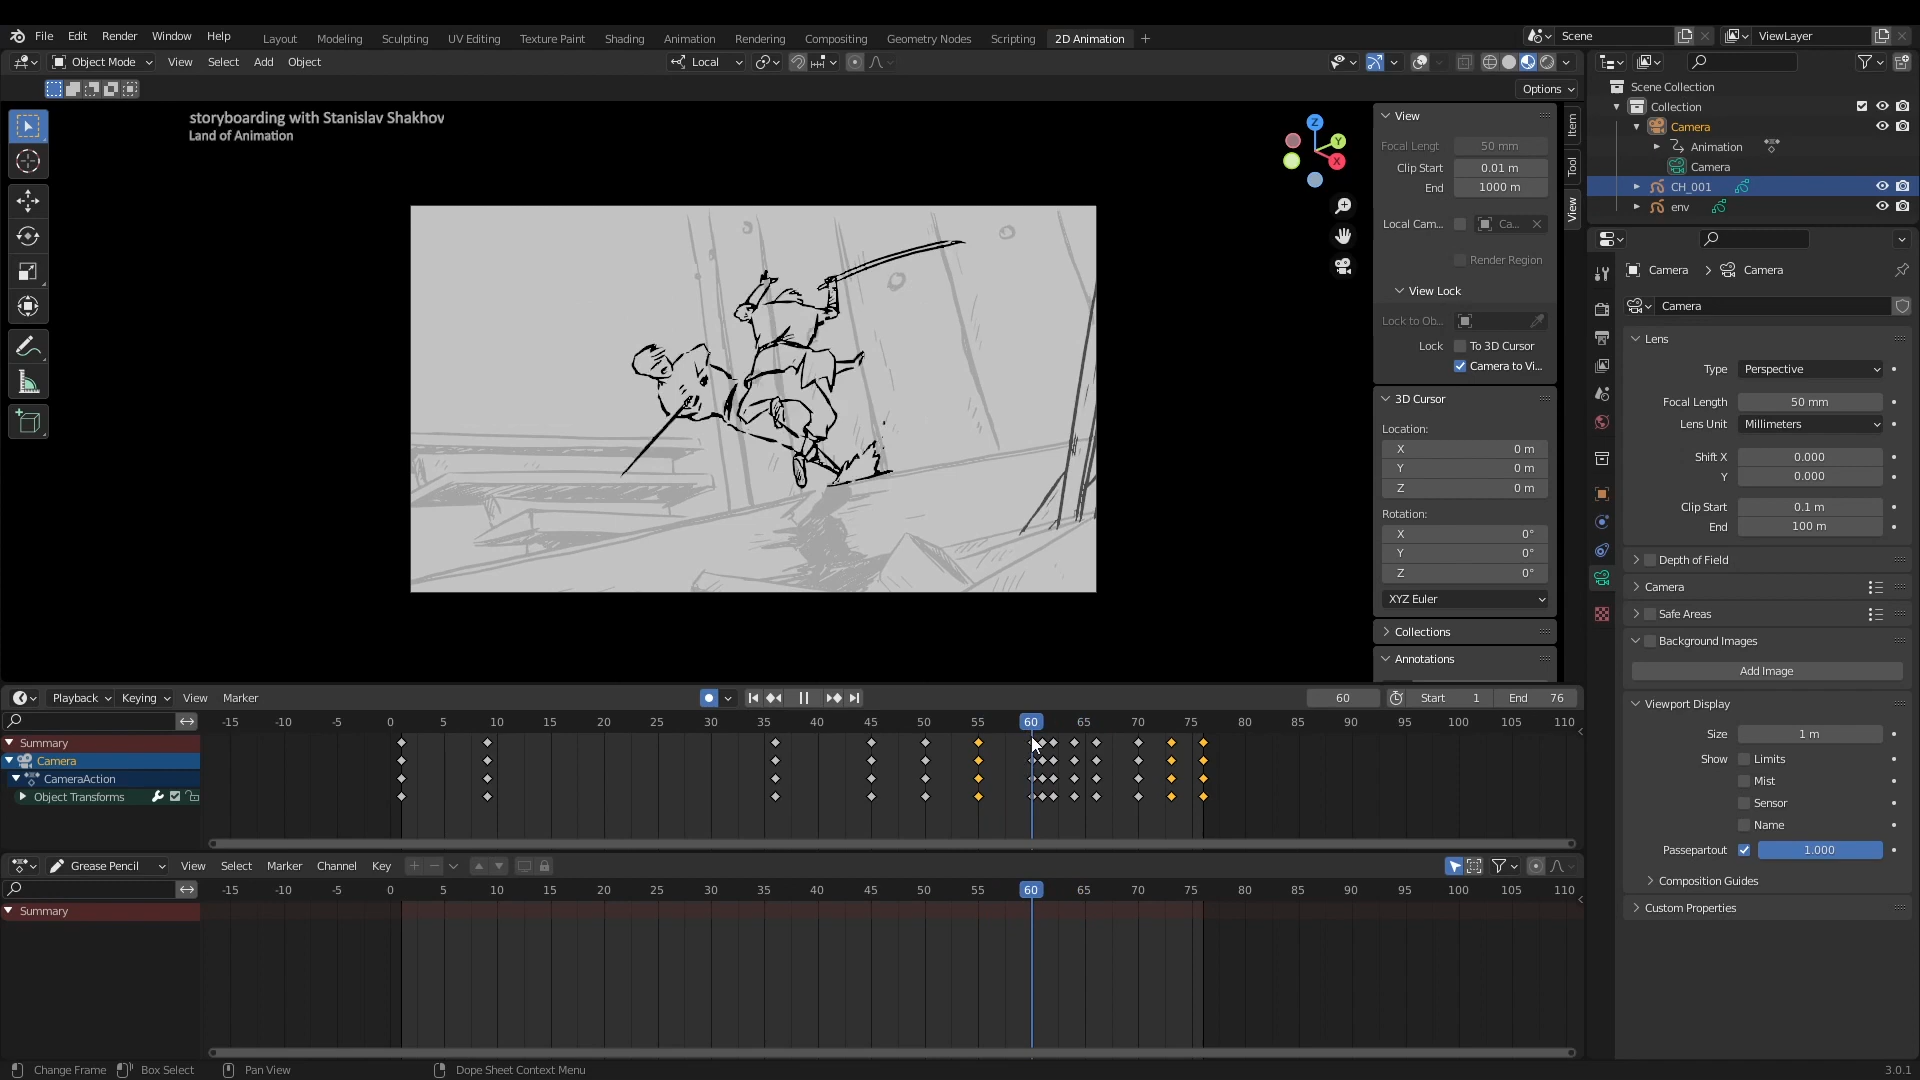 File Edit Render Window Help Layout Modeling Sculpting UV Editing Texture Paint Shading Animation Rendering Compositing Geometry Nodes Scripting 2D Animation Scene ViewLayer
Object Mode View Select Add Object Local
Options
storyboarding with Stanislav Shakhov
Land of Animation
Z
Y
X
View
Focal Lengt 50 mm
Clip Start 0.01 m
End 1000 m
Local Cam... Ca...
Render Region
View Lock
Lock to Ob...
Lock To 3D Cursor
Camera to Vi...
3D Cursor
Location:
X 0 m
Y 0 m
Z 0 m
Rotation:
X 0°
Y 0°
Z 0°
XYZ Euler
Collections
Annotations
Item
Tool
View
Scene Collection
Collection
Camera
Animation
Camera
CH_001
env
Camera Camera
Camera
Lens
Type Perspective
Focal Length 50 mm
Lens Unit Millimeters
Shift X 0.000
Y 0.000
Clip Start 0.1 m
End 100 m
Depth of Field
Camera
Safe Areas
Background Images
Add Image
Viewport Display
Size 1 m
Show Limits
Mist
Sensor
Name
Passepartout 1.000
Composition Guides
Custom Properties
Playback Keying View Marker 60 Start 1 End 76
-15 -10 -5 0 5 10 15 20 25 30 35 40 45 50 55 60 65 70 75 80 85 90 95 100 105 110
Summary
Camera
CameraAction
Object Transforms
Grease Pencil View Select Marker Channel Key
-15 -10 -5 0 5 10 15 20 25 30 35 40 45 50 55 60 65 70 75 80 85 90 95 100 105 110
Summary
Change Frame Box Select Pan View Dope Sheet Context Menu 3.0.1